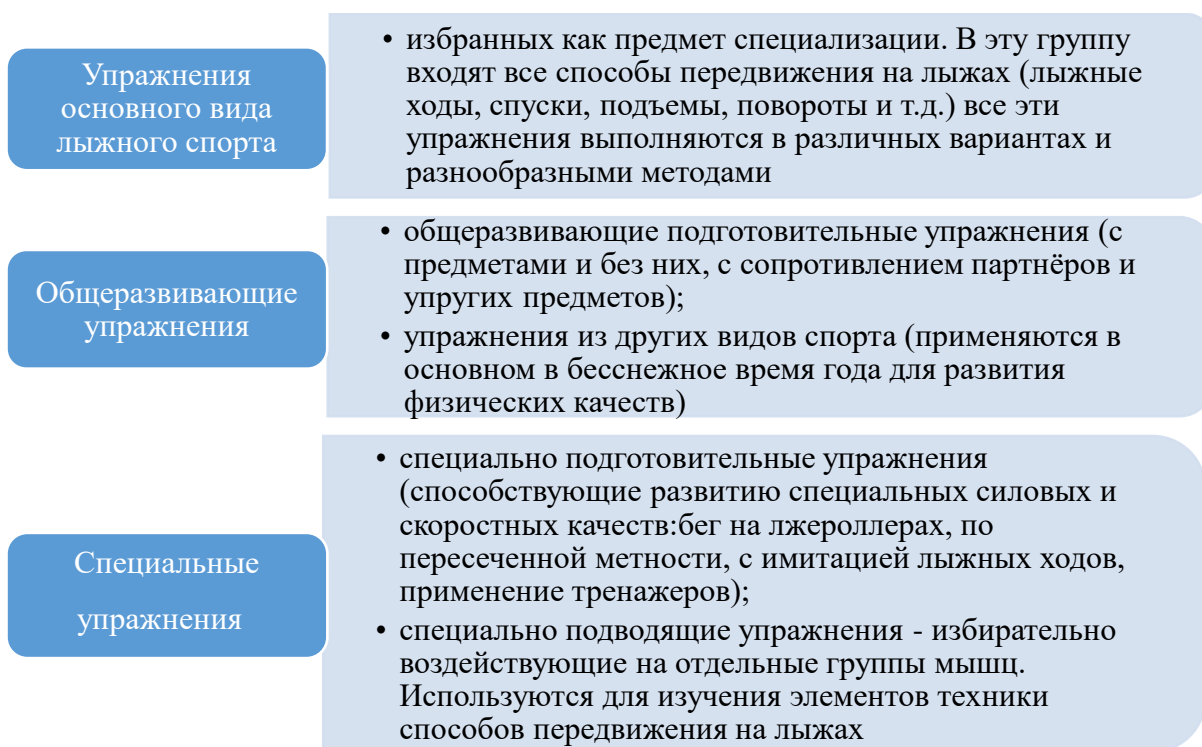 Упражнения
основного вида
лыжного спорта
• избранных как предмет специализации. В эту группу
входят все способы передвижения на лыжах (лыжные
ходы, спуски, подъемы, повороты и т.д.) все эти
упражнения выполняются в различных вариантах и
разнообразными методами
Общеразвивающие
упражнения
• общеразвивающие подготовительные упражнения (с
предметами и без них, с сопротивлением партнёров и
упругих предметов);
• упражнения из других видов спорта (применяются в
основном в бесснежное время года для развития
физических качеств)
Специальные
упражнения
• специально подготовительные упражнения
(способствующие развитию специальных силовых и
скоростных качеств:бег на лжероллерах, по
пересеченной метности, с имитацией лыжных ходов,
применение тренажеров);
• специально подводящие упражнения - избирательно
воздействующие на отдельные группы мышц.
Используются для изучения элементов техники
способов передвижения на лыжах